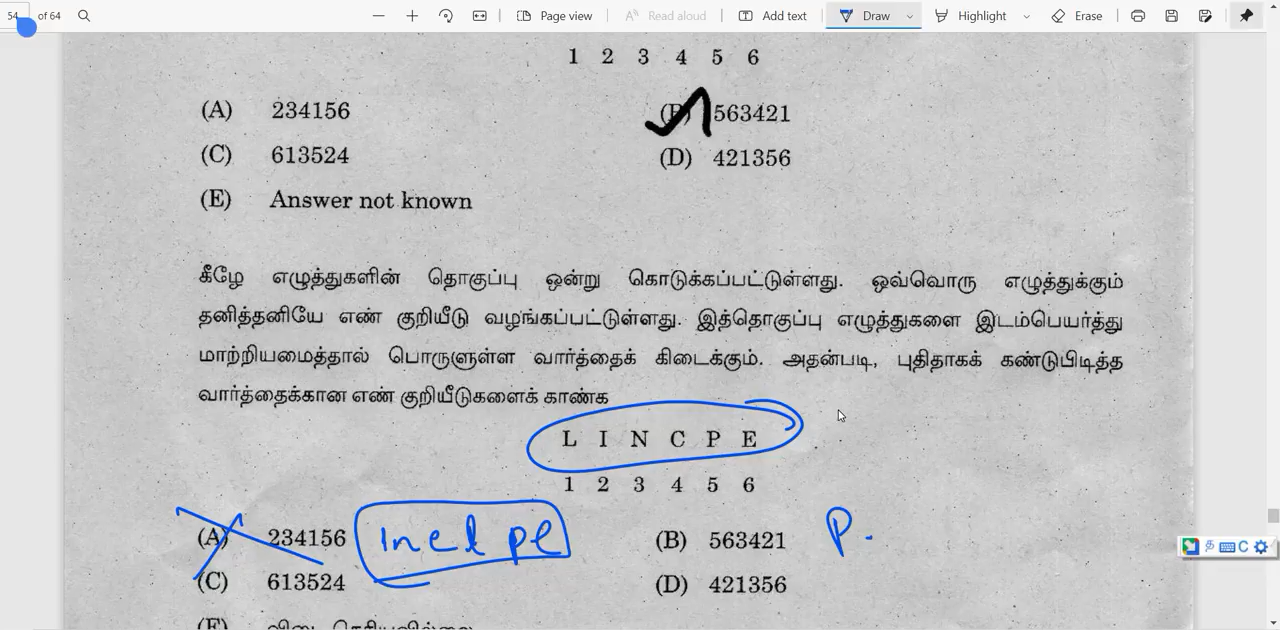 54 of 64 Page view Read aloud Add text Draw Highlight Erase
1 2 3 4 5 6
(A) 234156 (B) 563421
(C) 613524 (D) 421356
(E) Answer not known
கீழே எழுத்துகளின் தொகுப்பு ஒன்று கொடுக்கப்பட்டுள்ளது. ஒவ்வொரு எழுத்துக்கும்
தனித்தனியே எண் குறியீடு வழங்கப்பட்டுள்ளது. இத்தொகுப்பு எழுத்துகளை இடம்பெயர்த்து
மாற்றியமைத்தால் பொருளுள்ள வார்த்தைக் கிடைக்கும். அதன்படி, புதிதாகக் கண்டுபிடித்த
வார்த்தைக்கான எண் குறியீடுகளைக் காண்க
L I N C P E
1 2 3 4 5 6
(A) 234156 (B) 563421 P.
(C) 613524 (D) 421356